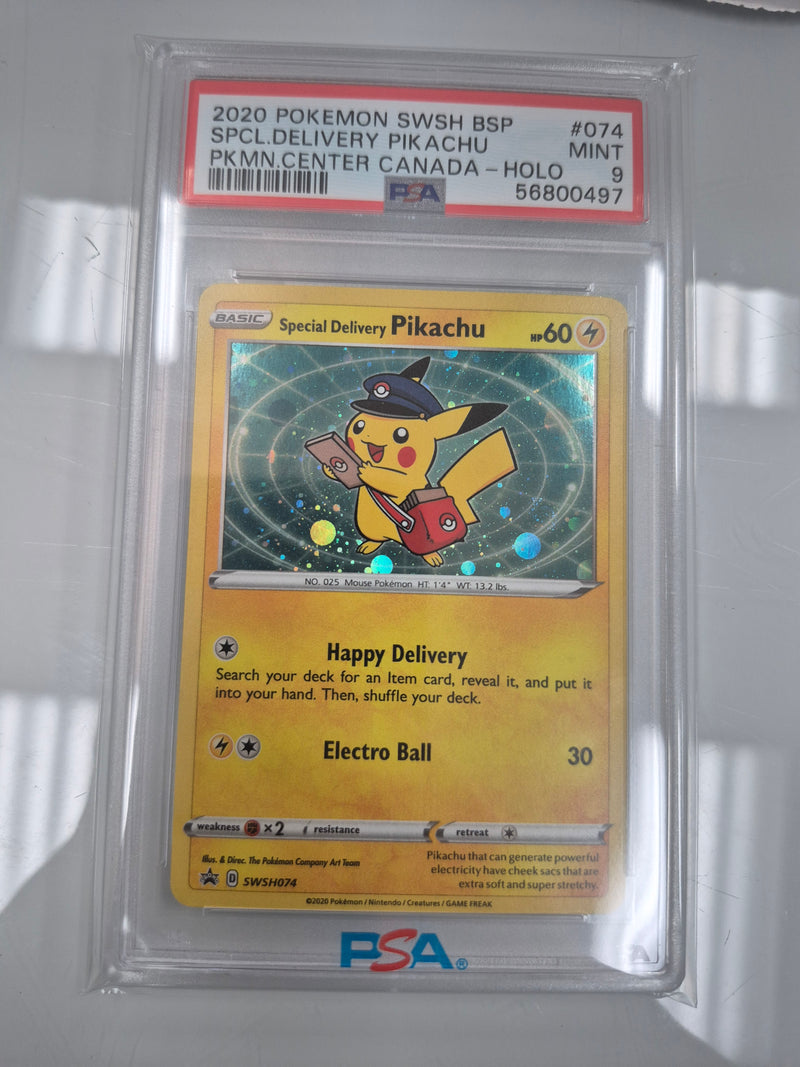 2020 POKEMON SWSH BSP #074
SPCL.DELIVERY PIKACHU MINT
PKMN.CENTER CANADA-HOLO 9
PSA 56800497
BASIC Special Delivery Pikachu HP60
NO. 025 Mouse Pokémon HT: 1'4" WT: 13.2 lbs.
Happy Delivery
Search your deck for an Item card, reveal it, and put it
into your hand. Then, shuffle your deck.
Electro Ball 30
weakness ×2 resistance retreat
Illus. & Direc. The Pokémon Company Art Team
Pikachu that can generate powerful
electricity have cheek sacs that are
extra soft and super stretchy.
D SWSH074
©2020 Pokémon / Nintendo / Creatures / GAME FREAK
PSA®